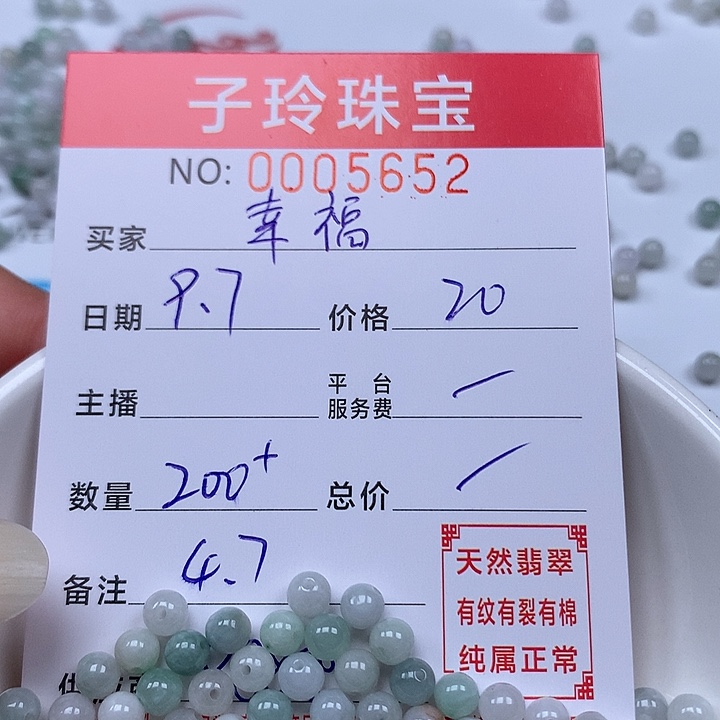 子玲珠宝
NO: 0005652
买家 幸福
日期 9.7 价格 20
主播 平台服务费 —
数量 200+ 总价 —
备注 4.7
天然翡翠
有纹有裂有棉
纯属正常